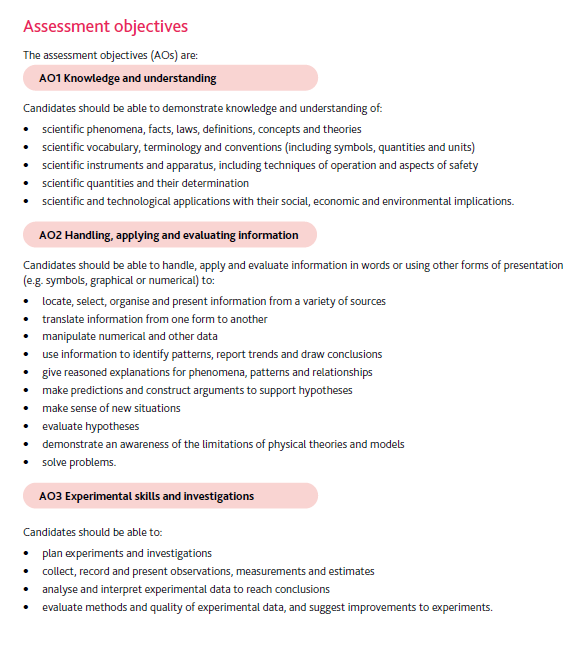 Assessment objectives
The assessment objectives (AOs) are:
AO1 Knowledge and understanding
Candidates should be able to demonstrate knowledge and understanding of:
• scientific phenomena, facts, laws, definitions, concepts and theories
• scientific vocabulary, terminology and conventions (including symbols, quantities and units)
• scientific instruments and apparatus, including techniques of operation and aspects of safety
• scientific quantities and their determination
• scientific and technological applications with their social, economic and environmental implications.
AO2 Handling, applying and evaluating information
Candidates should be able to handle, apply and evaluate information in words or using other forms of presentation
(e.g. symbols, graphical or numerical) to:
• locate, select, organise and present information from a variety of sources
• translate information from one form to another
• manipulate numerical and other data
• use information to identify patterns, report trends and draw conclusions
• give reasoned explanations for phenomena, patterns and relationships
• make predictions and construct arguments to support hypotheses
• make sense of new situations
• evaluate hypotheses
• demonstrate an awareness of the limitations of physical theories and models
• solve problems.
AO3 Experimental skills and investigations
Candidates should be able to:
• plan experiments and investigations
• collect, record and present observations, measurements and estimates
• analyse and interpret experimental data to reach conclusions
• evaluate methods and quality of experimental data, and suggest improvements to experiments.